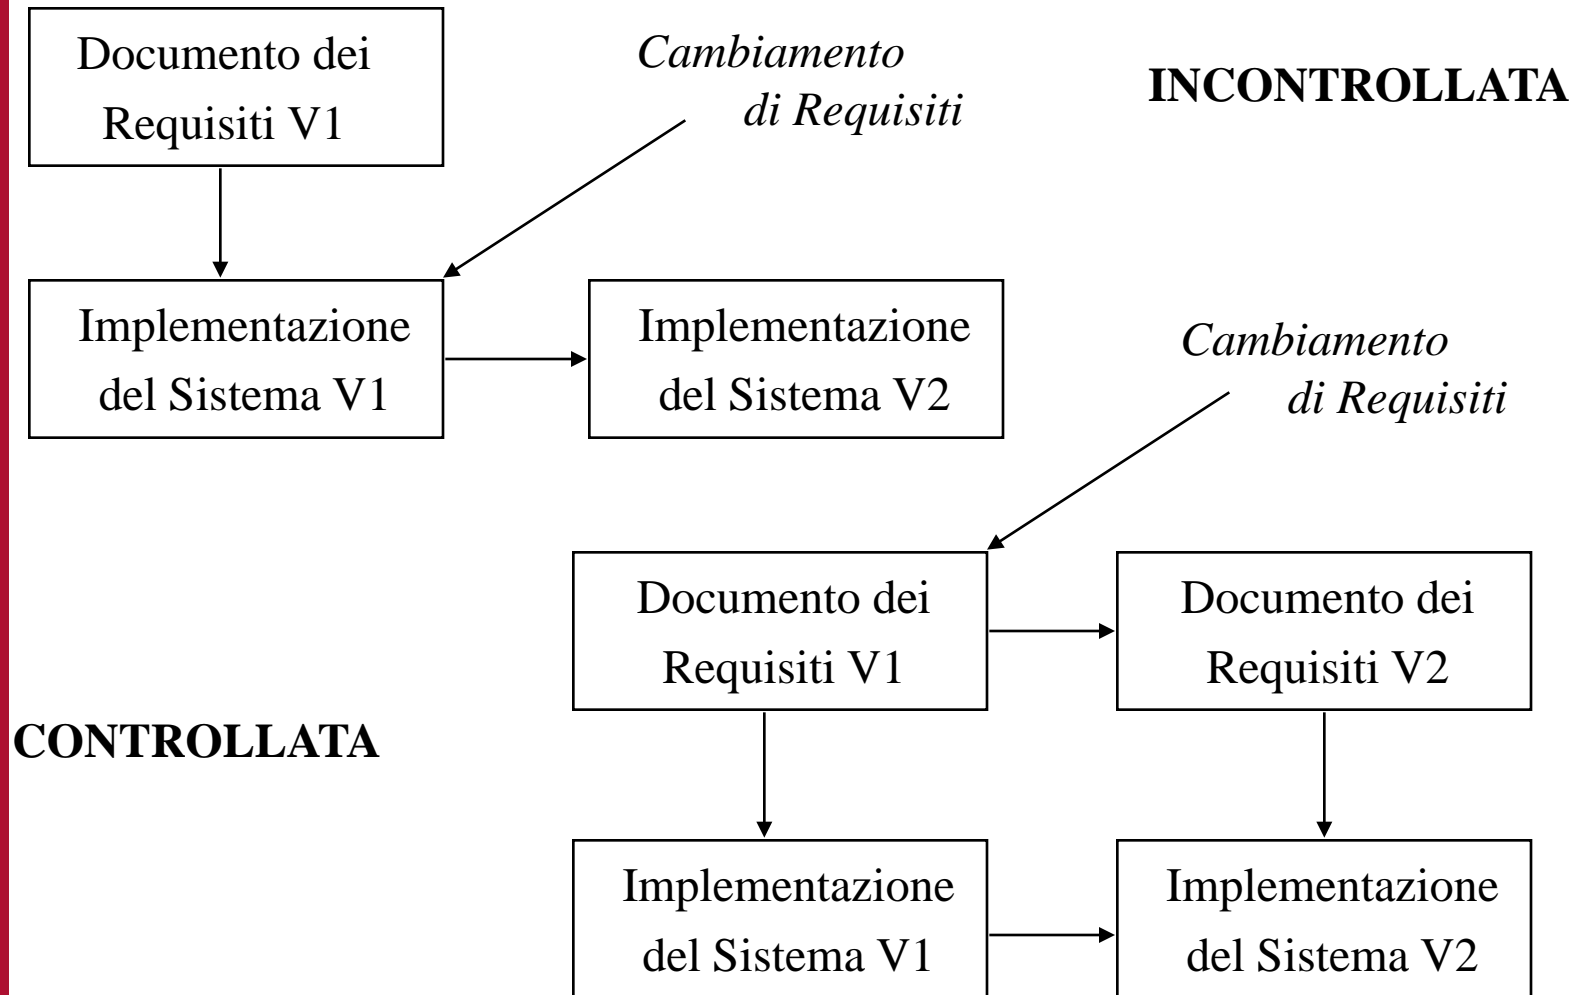 Documento dei
Requisiti V1
Cambiamento
di Requisiti
INCONTROLLATA
Implementazione
del Sistema V1
Implementazione
del Sistema V2
Cambiamento
di Requisiti
Documento dei
Requisiti V1
Documento dei
Requisiti V2
CONTROLLATA
Implementazione
del Sistema V1
Implementazione
del Sistema V2